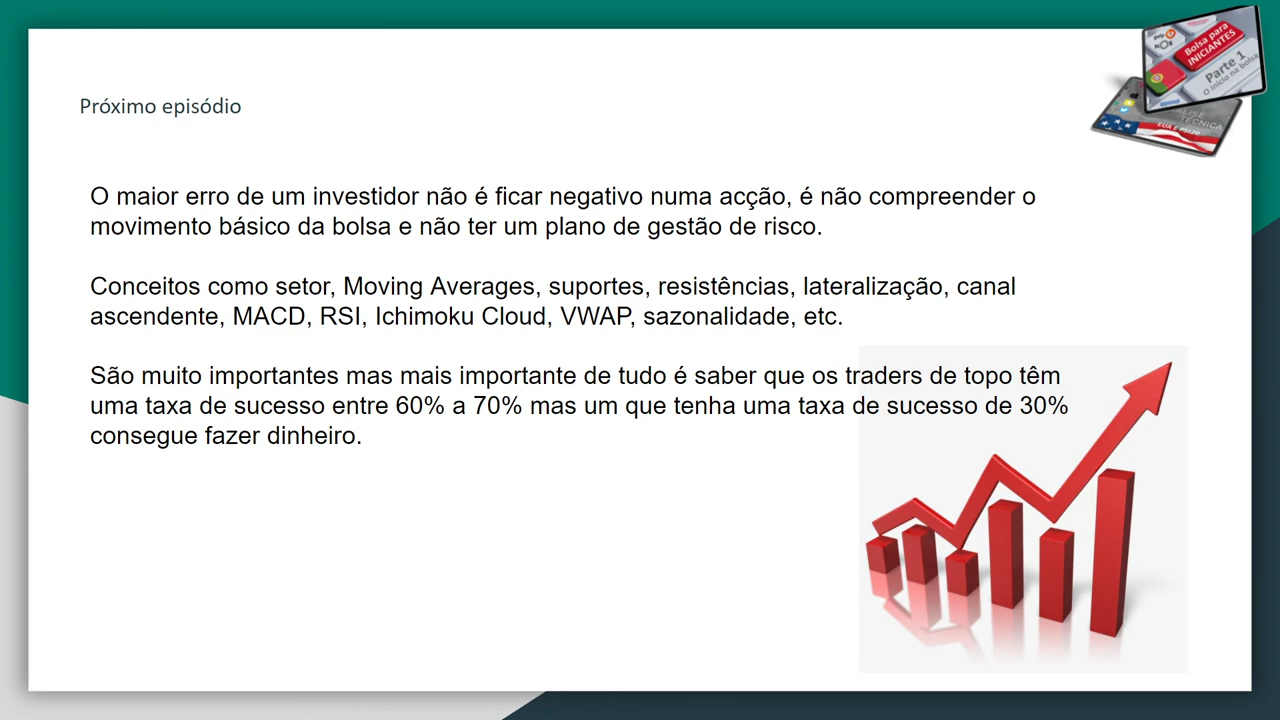 Bolsa para
INICIANTES
Parte 1
O início na bolsa
Próximo episódio
O maior erro de um investidor não é ficar negativo numa acção, é não compreender o
movimento básico da bolsa e não ter um plano de gestão de risco.
Conceitos como setor, Moving Averages, suportes, resistências, lateralização, canal
ascendente, MACD, RSI, Ichimoku Cloud, VWAP, sazonalidade, etc.
São muito importantes mas mais importante de tudo é saber que os traders de topo têm
uma taxa de sucesso entre 60% a 70% mas um que tenha uma taxa de sucesso de 30%
consegue fazer dinheiro.